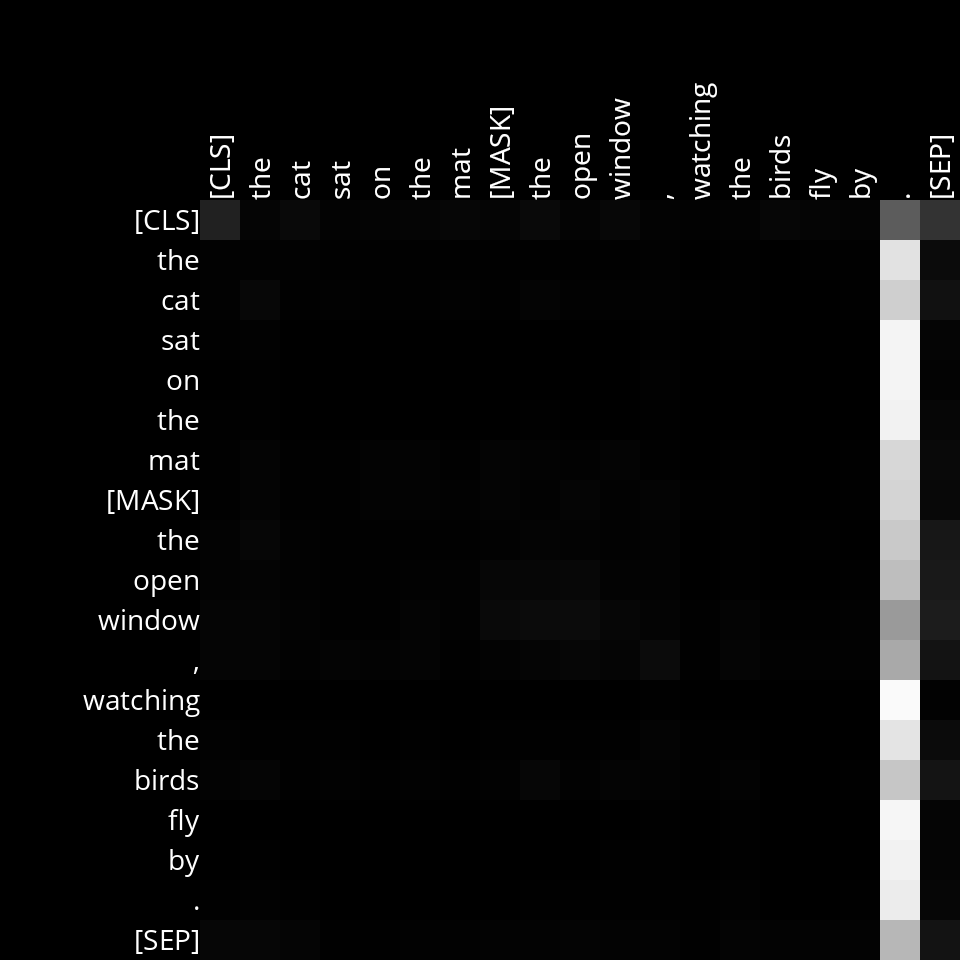 [CLS] the cat sat on the mat [MASK] the open window , watching the birds fly by . [SEP]
[CLS]
the
cat
sat
on
the
mat
[MASK]
the
open
window
,
watching
the
birds
fly
by
.
[SEP]